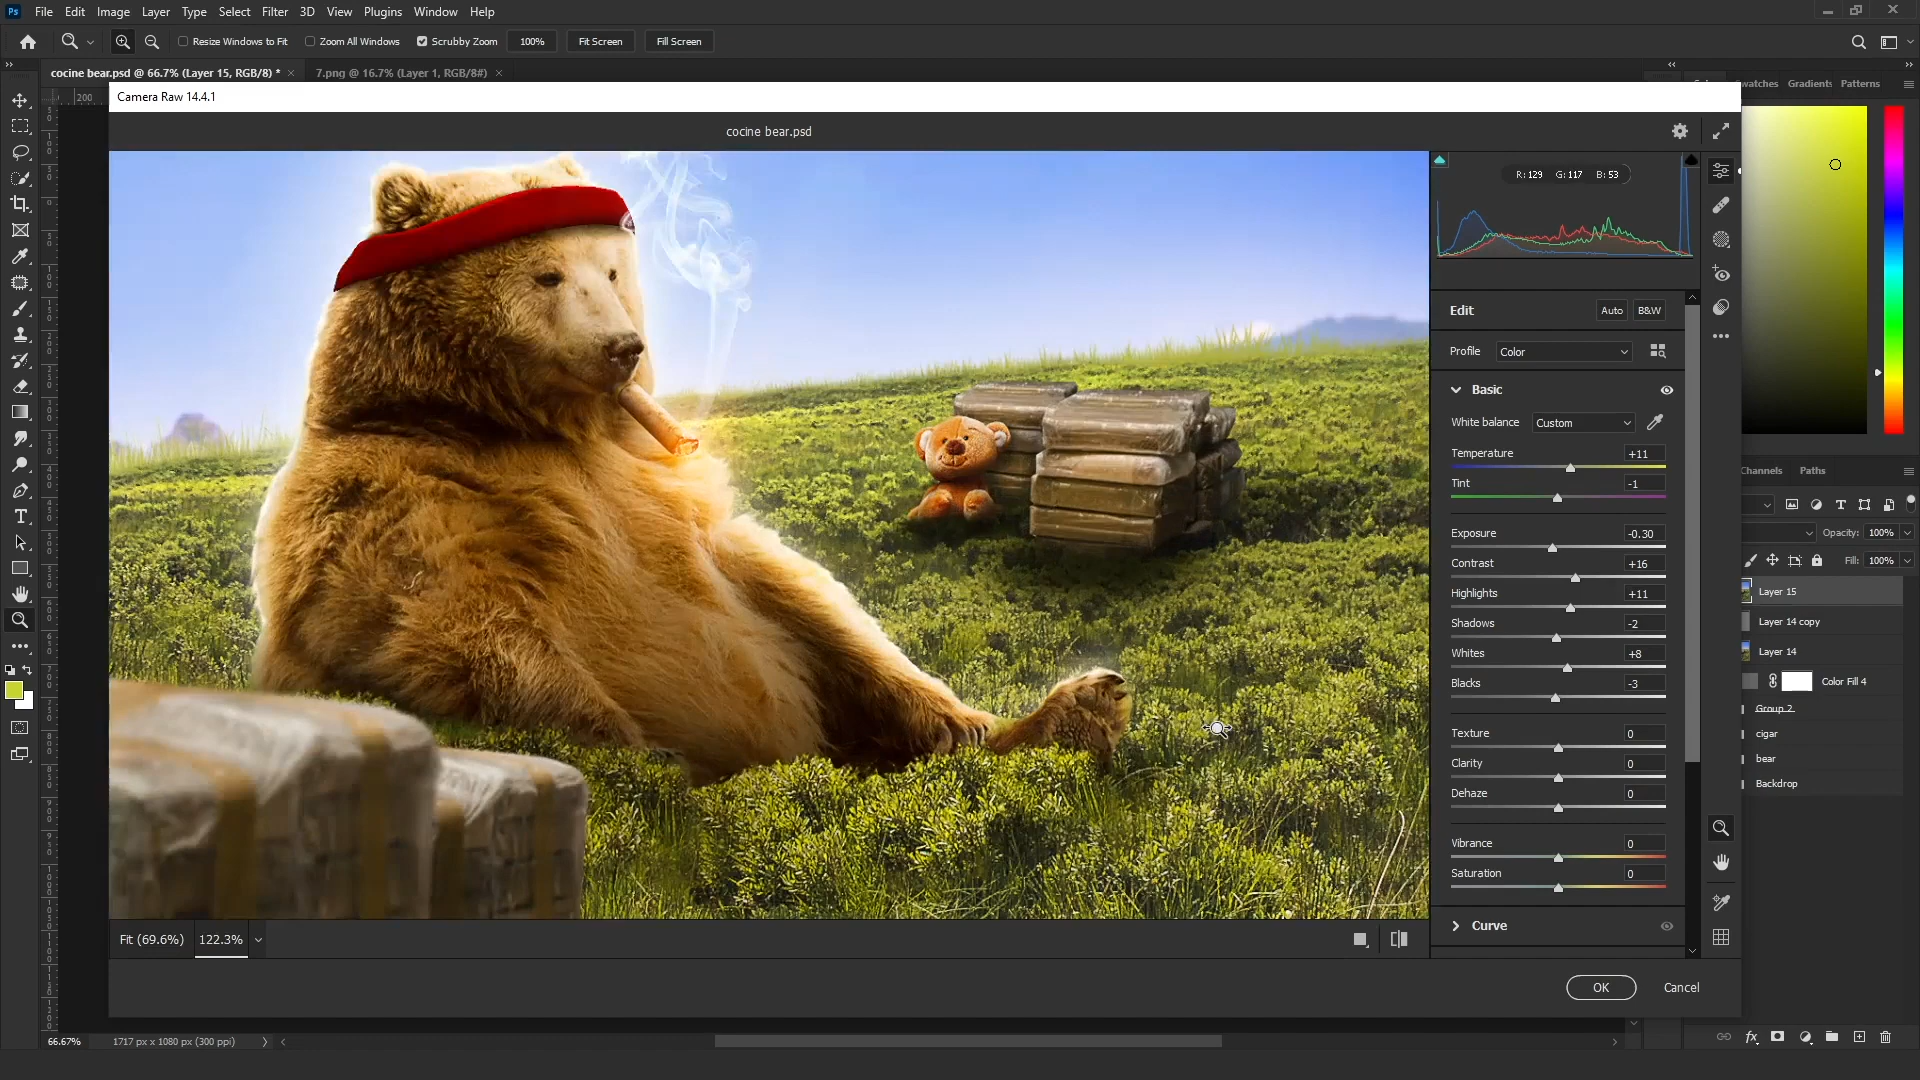 Ps File Edit Image Layer Type Select Filter 3D View Plugins Window Help
Resize Windows to Fit Zoom All Windows Scrubby Zoom 100% Fit Screen Fill Screen
cocine bear.psd @ 66.7% (Layer 15, RGB/8) * × 7.png @ 16.7% (Layer 1, RGB/8#) ×
watches Gradients Patterns
200
Camera Raw 14.4.1
cocine bear.psd
R: 129 G: 117 B: 53
Edit Auto B&W
Profile Color
Basic
White balance Custom
Temperature +11
Tint -1
Exposure -0.30
Contrast +16
Highlights +11
Shadows -2
Whites +8
Blacks -3
Texture 0
Clarity 0
Dehaze 0
Vibrance 0
Saturation 0
Curve
Fit (69.6%) 122.3%
OK Cancel
Channels Paths
Opacity: 100%
Fill: 100%
Layer 15
Layer 14 copy
Layer 14
Color Fill 4
Group 2
cigar
bear
Backdrop
66.67% 1717 px x 1080 px (300 ppi)
fx